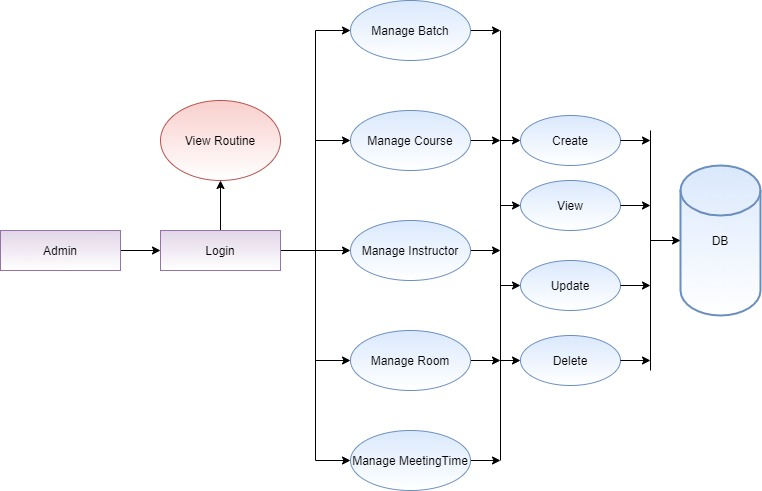 Manage Batch
View Routine
Manage Course
Create
View
DB
Admin
Login
Manage Instructor
Update
Manage Room
Delete
Manage MeetingTime